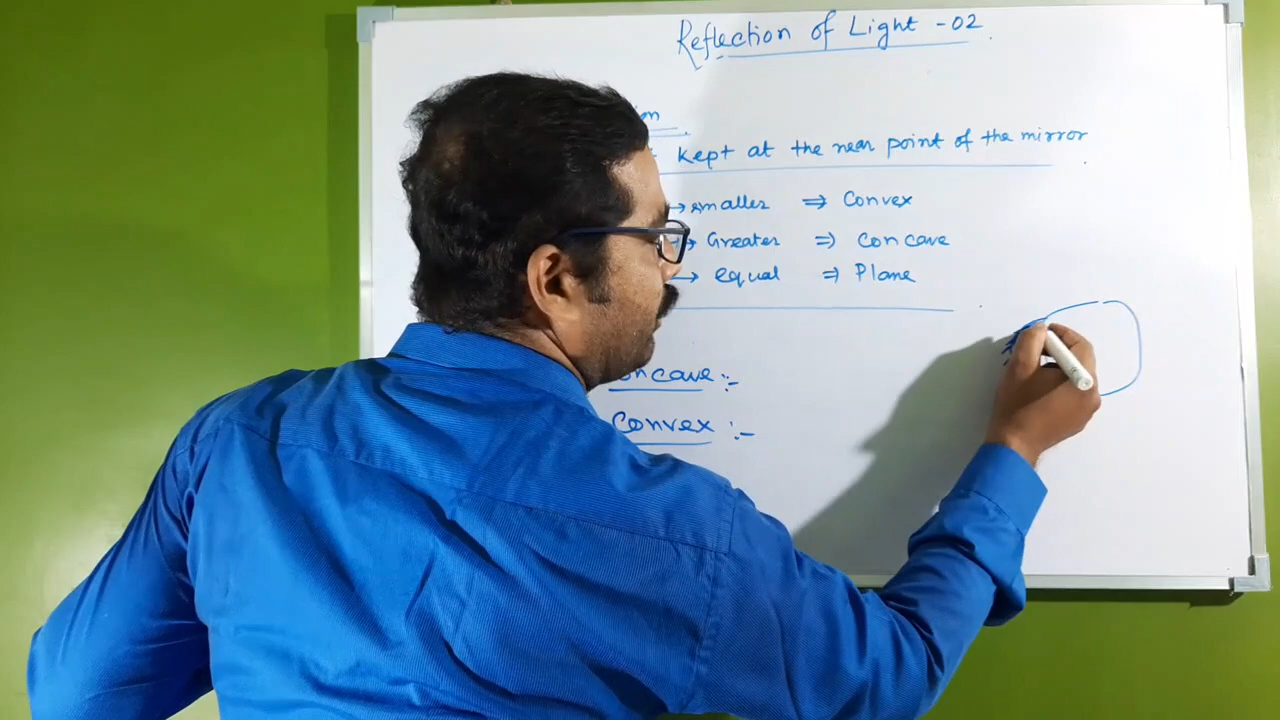 Reflection of Light - 02
kept at the near point of the mirror
→ smaller ⇒ Convex
→ Greater ⇒ Concave
→ equal ⇒ Plane
Concave :-
Convex :-